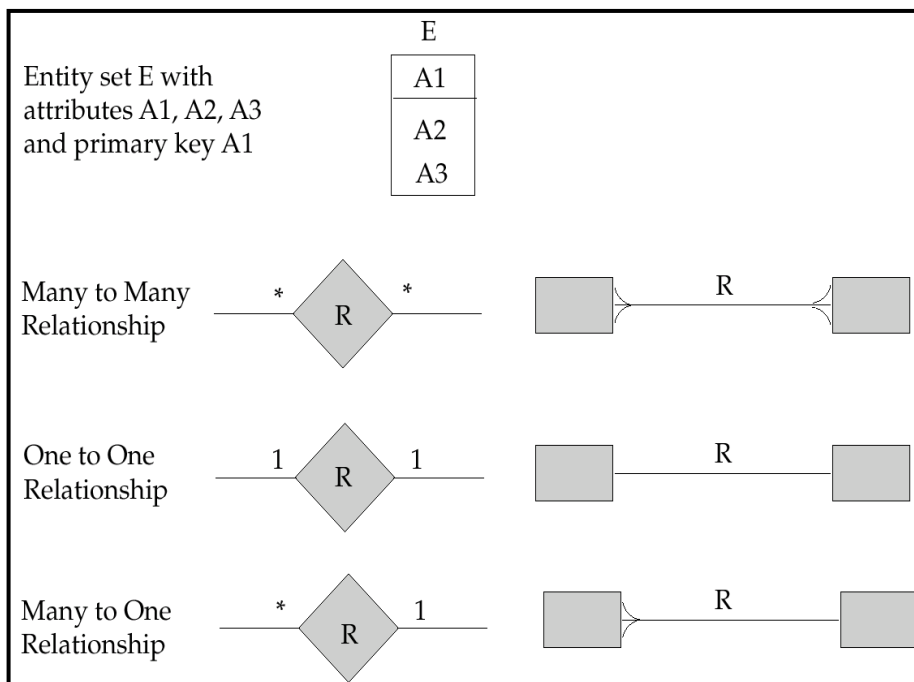 E
Entity set E with
attributes A1, A2, A3
and primary key A1
A1
A2
A3
Many to Many
Relationship
* R *
R
One to One
Relationship
1 R 1
R
Many to One
Relationship
* R 1
R